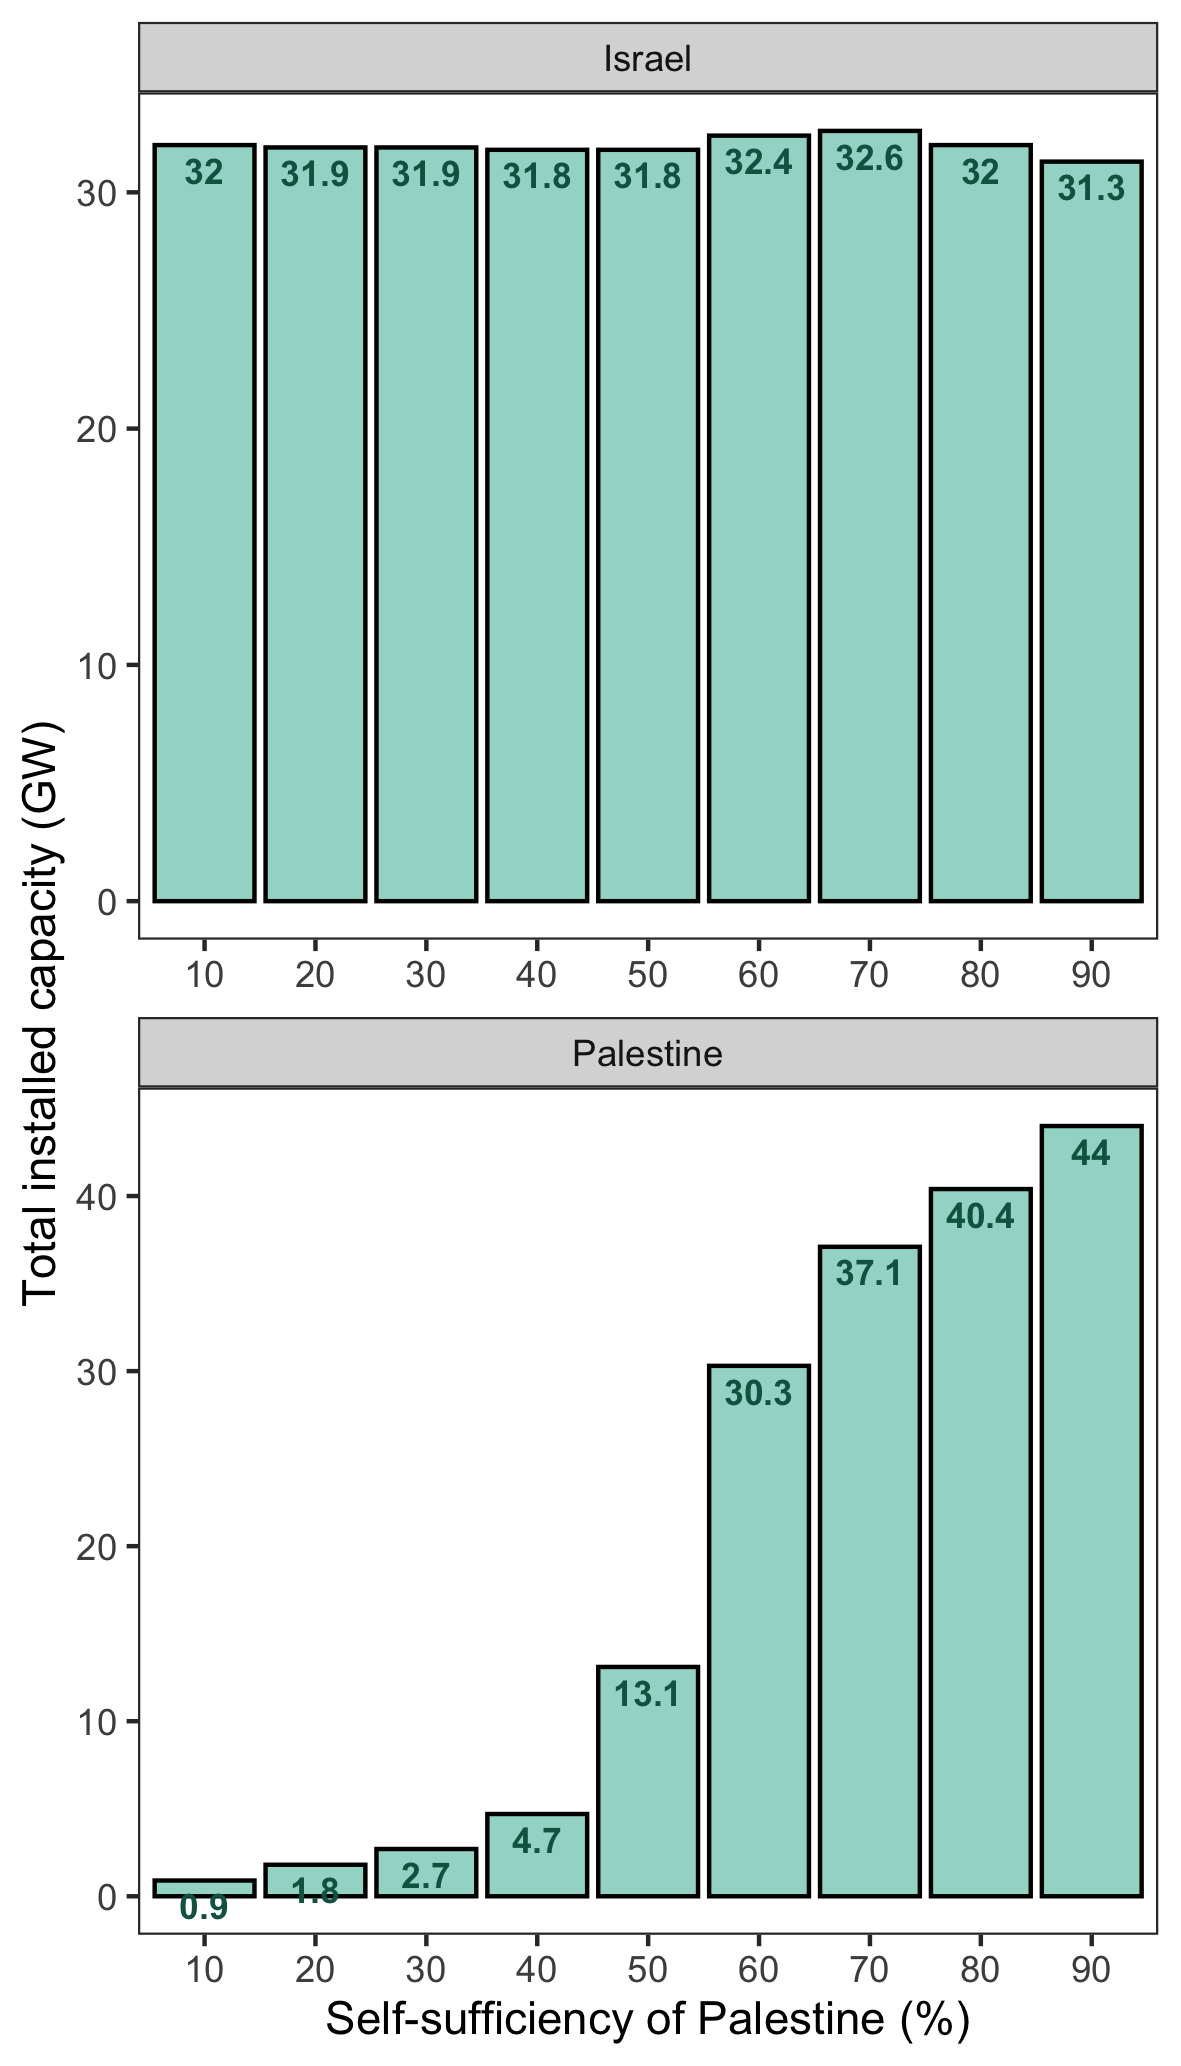 Israel
32 31.9 31.9 31.8 31.8 32.4 32.6 32 31.3
30
20
10
0
10 20 30 40 50 60 70 80 90
Total installed capacity (GW)
Palestine
44
40.4
37.1
30.3
13.1
4.7
2.7
1.8
0.9
40
30
20
10
0
10 20 30 40 50 60 70 80 90
Self-sufficiency of Palestine (%)